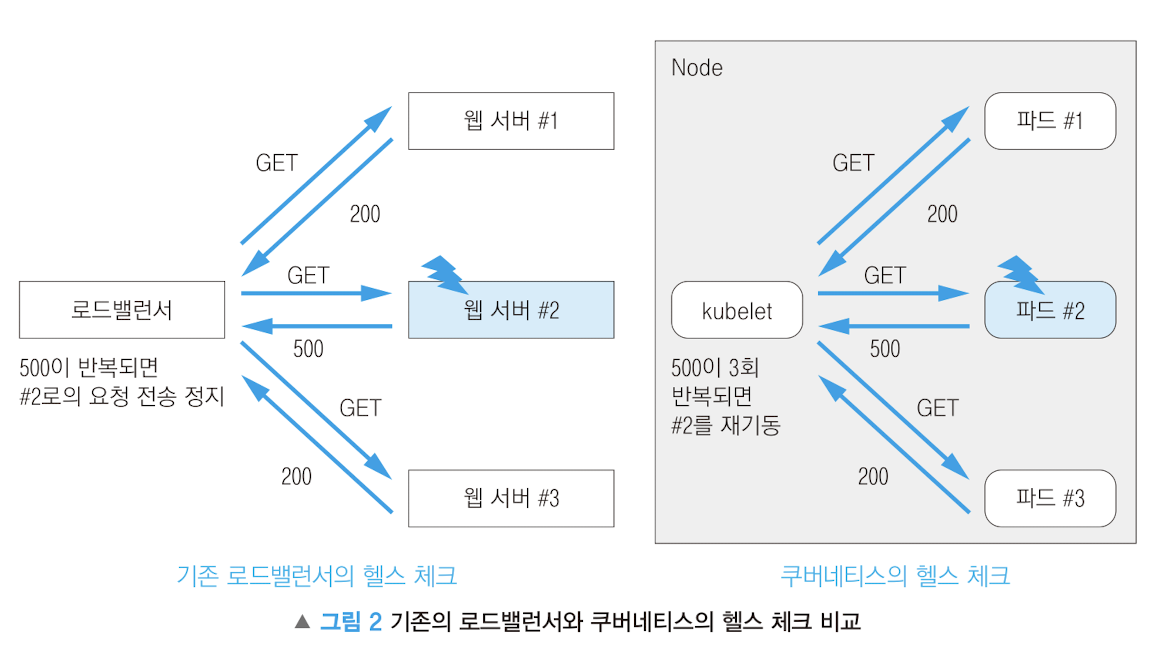 웹 서버 #1
GET
200
로드밸런서
GET
웹 서버 #2
500
500이 반복되면
#2로의 요청 전송 정지
GET
200
웹 서버 #3
기존 로드밸런서의 헬스 체크
Node
파드 #1
GET
200
kubelet
GET
파드 #2
500
500이 3회
반복되면
#2를 재기동
GET
200
파드 #3
쿠버네티스의 헬스 체크
▲ 그림 2 기존의 로드밸런서와 쿠버네티스의 헬스 체크 비교